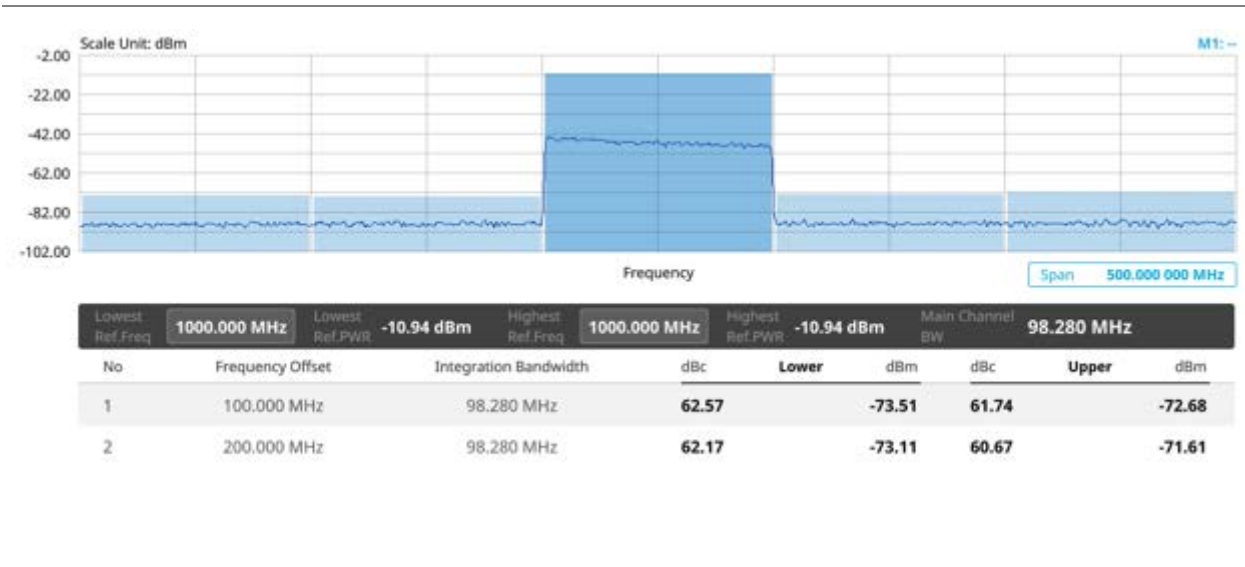 Scale Unit: dBm M1: --
-2.00
-22.00
-42.00
-62.00
-82.00
-102.00
Frequency
Span 500.000 000 MHz
Lowest Ref.Freq 1000.000 MHz Lowest Ref.PWR -10.94 dBm Highest Ref.Freq 1000.000 MHz Highest Ref.PWR -10.94 dBm Main Channel BW 98.280 MHz
No Frequency Offset Integration Bandwidth dBc Lower dBm dBc Upper dBm
1 100.000 MHz 98.280 MHz 62.57 -73.51 61.74 -72.68
2 200.000 MHz 98.280 MHz 62.17 -73.11 60.67 -71.61